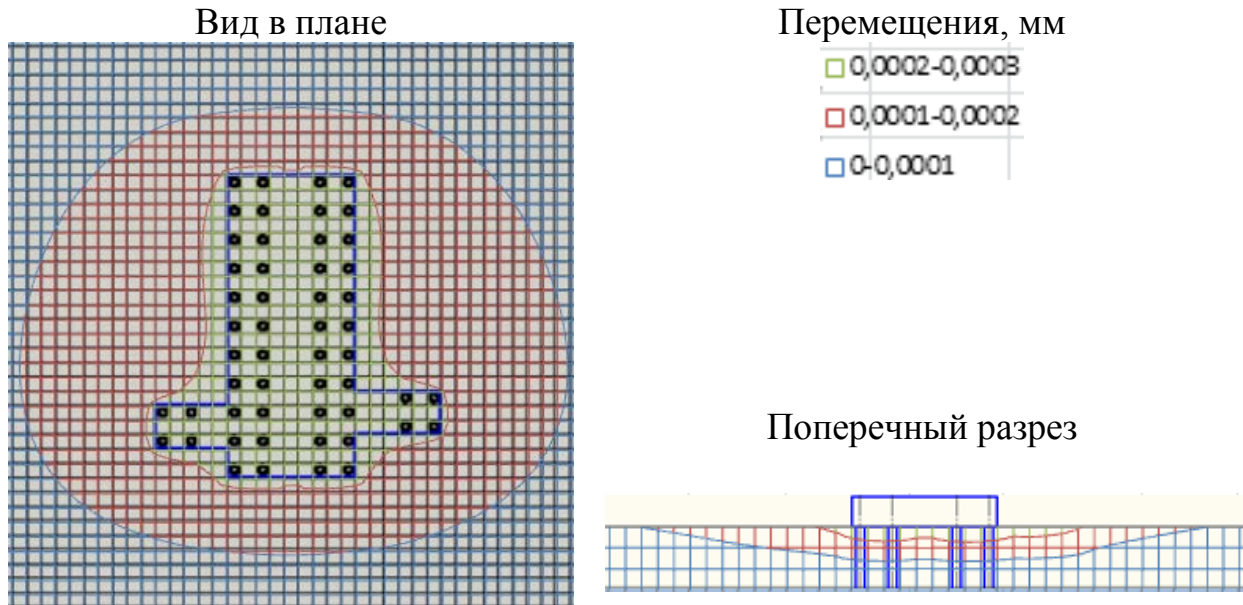 Вид в плане
Перемещения, мм
0,0002-0,0003
0,0001-0,0002
0-0,0001
Поперечный разрез